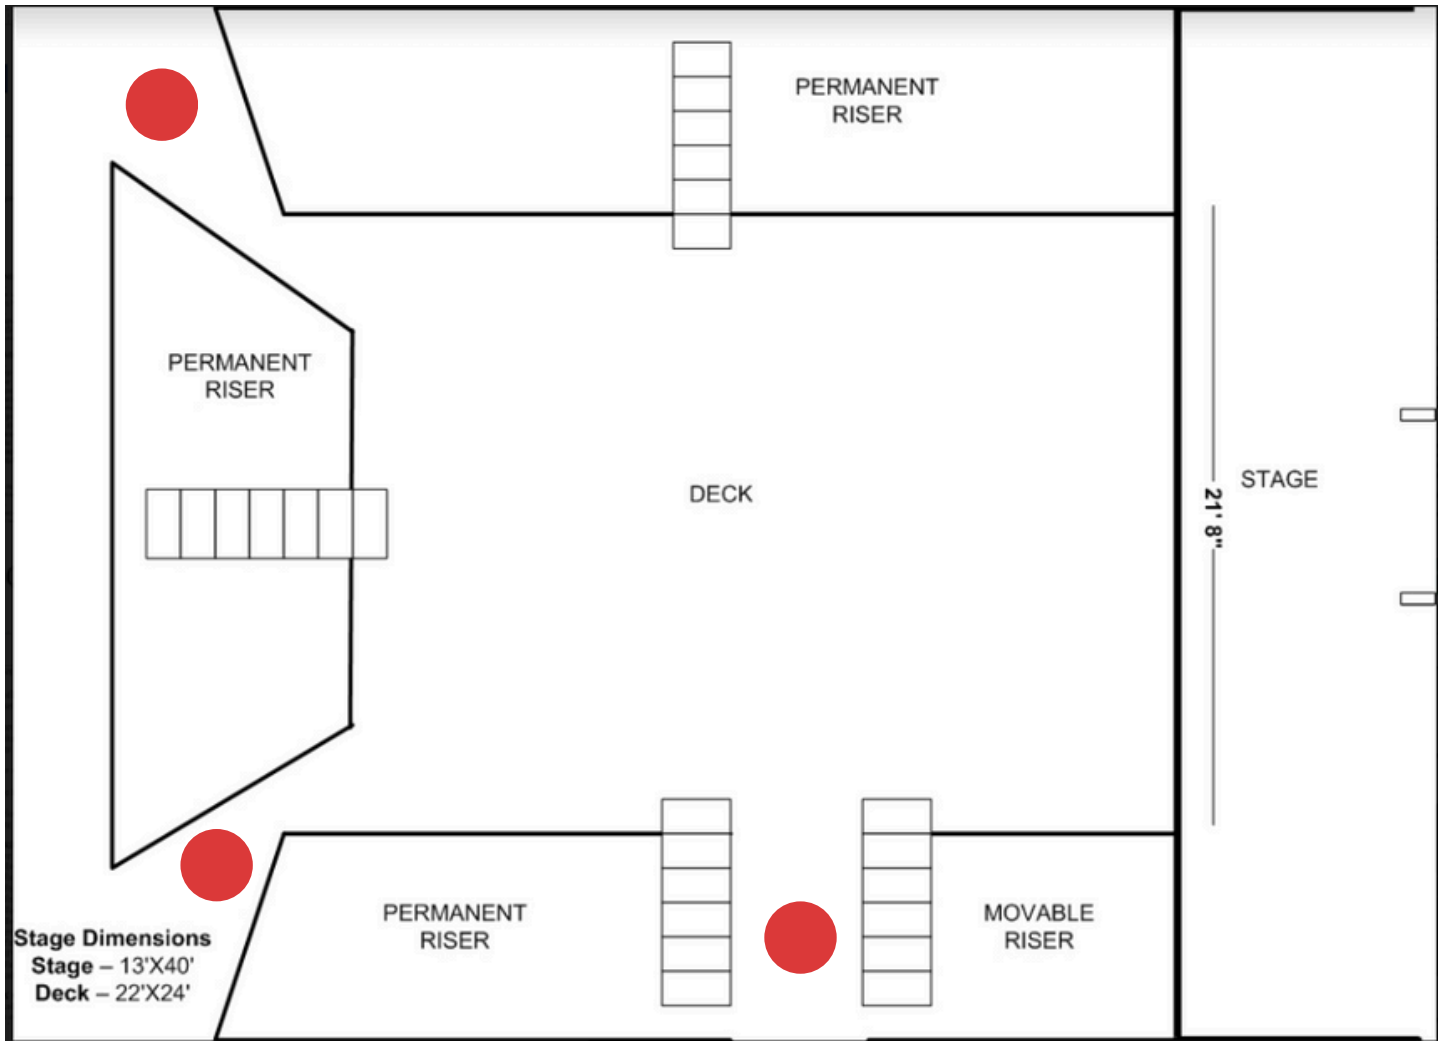 PERMANENT
RISER
PERMANENT
RISER
DECK
STAGE
21' 8"
PERMANENT
RISER
MOVABLE
RISER
Stage Dimensions
Stage – 13'X40'
Deck – 22'X24'